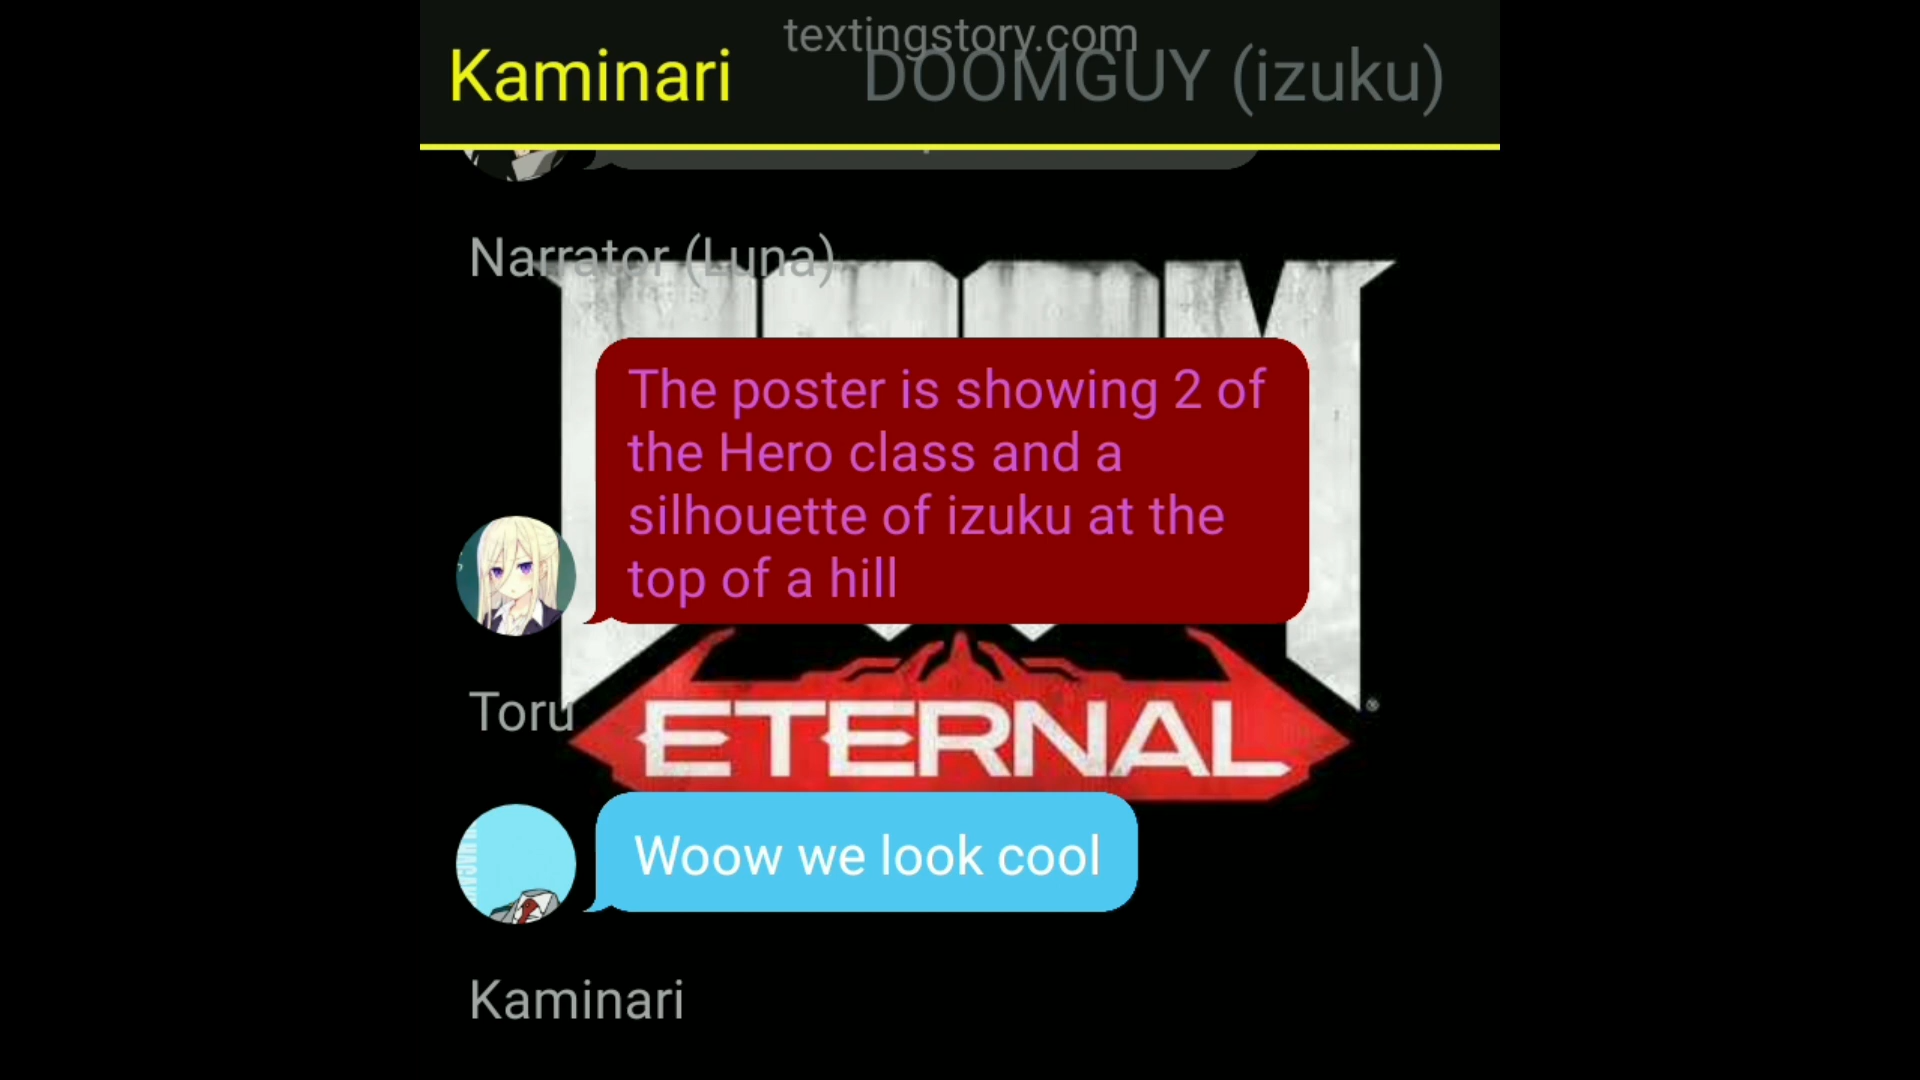 textingstory.com
Kaminari DOOMGUY (izuku)
Narrator (Luna)
The poster is showing 2 of
the Hero class and a
silhouette of izuku at the
top of a hill
Toru
ETERNAL
®
Woow we look cool
Kaminari